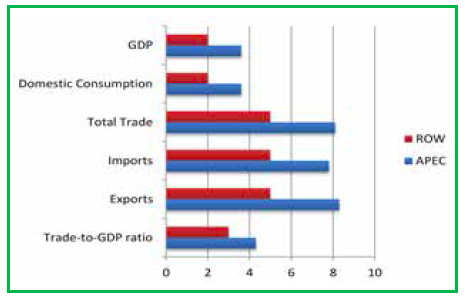 GDP
Domestic Consumption
Total Trade
Imports
Exports
Trade-to-GDP ratio
0 2 4 6 8 10
ROW
APEC